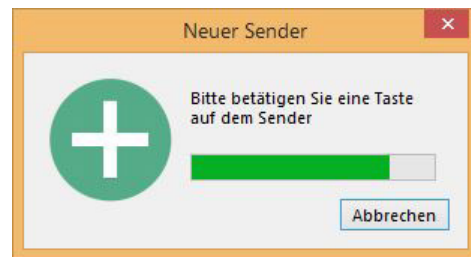 Neuer Sender
Bitte betätigen Sie eine Taste
auf dem Sender
Abbrechen